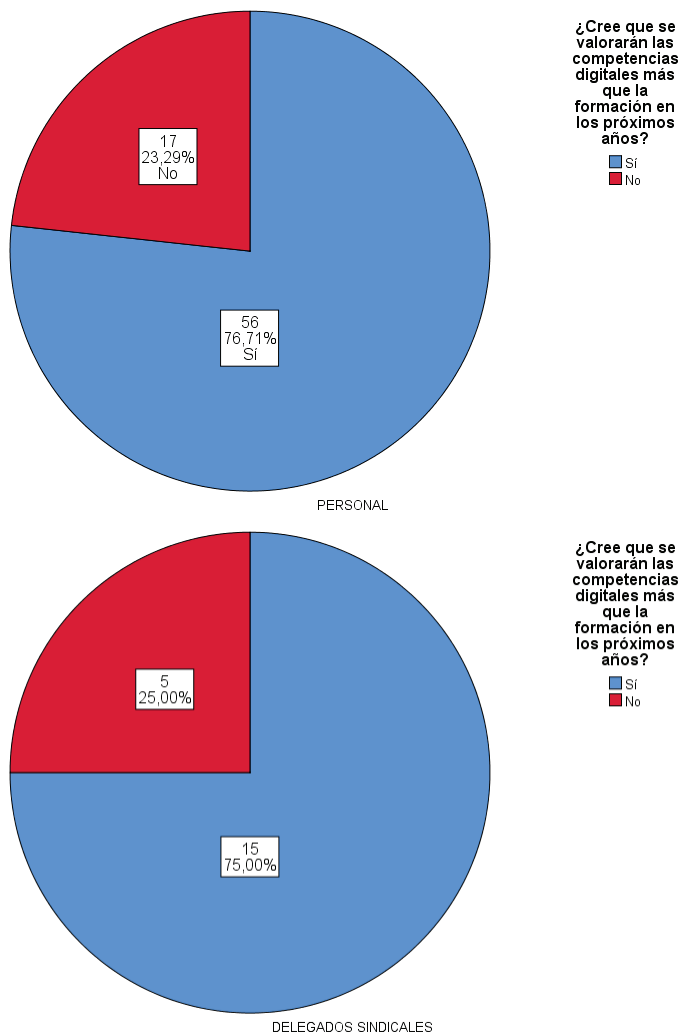 ¿Cree que se
valorarán las
competencias
digitales más
que la
formación en
los próximos
años?
Sí
No
17
23,29%
No
56
76,71%
Sí
PERSONAL
¿Cree que se
valorarán las
competencias
digitales más
que la
formación en
los próximos
años?
Sí
No
5
25,00%
15
75,00%
DELEGADOS SINDICALES